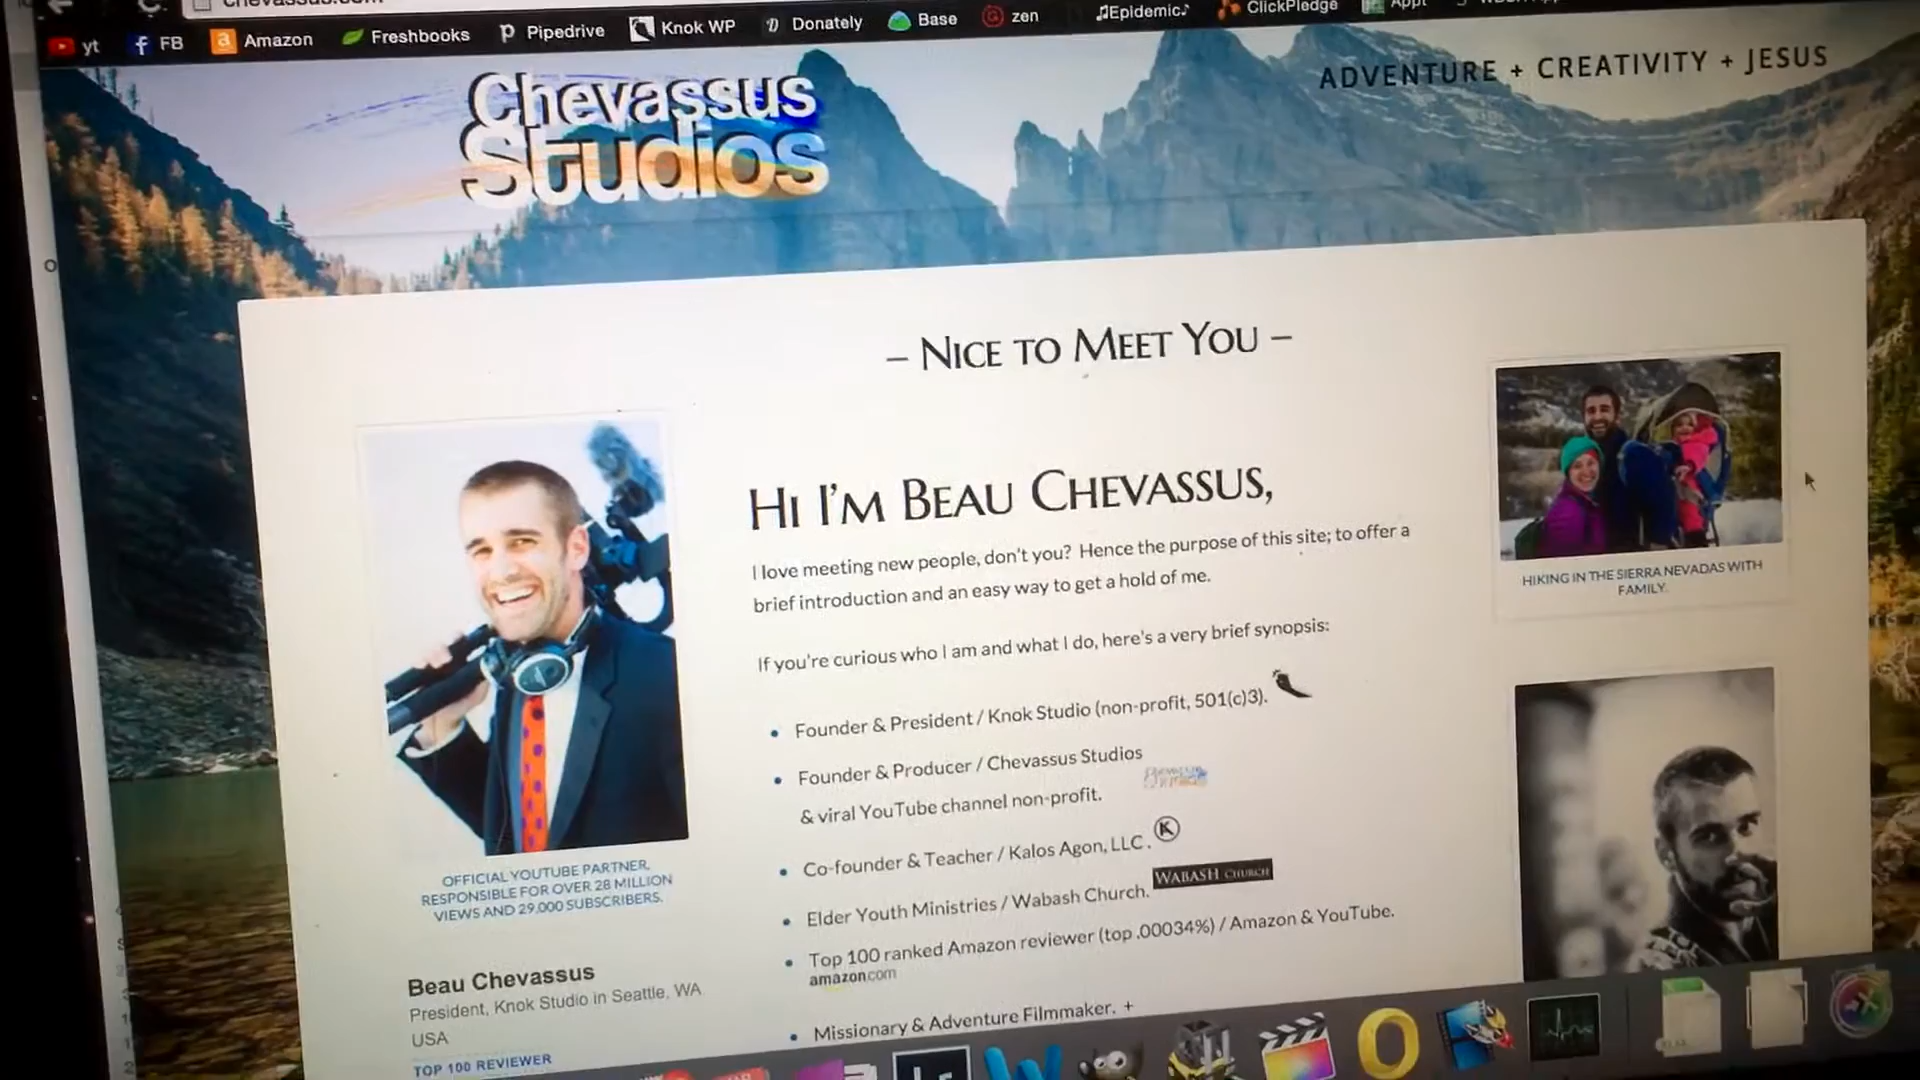 chevassus.com
yt
FB
Amazon
Freshbooks
Pipedrive
Knok WP
Donately
Base
zen
♫Epidemic♪
ClickPledge
Chevassus
Studios
ADVENTURE + CREATIVITY + JESUS
– NICE TO MEET YOU –
HI I'M BEAU CHEVASSUS,
I love meeting new people, don't you? Hence the purpose of this site; to offer a
brief introduction and an easy way to get a hold of me.
If you're curious who I am and what I do, here's a very brief synopsis:
• Founder & President / Knok Studio (non-profit, 501(c)3).
• Founder & Producer / Chevassus Studios
& viral YouTube channel non-profit.
• Co-founder & Teacher / Kalos Agon, LLC.
K
• Elder Youth Ministries / Wabash Church.
WABASH CHURCH
• Top 100 ranked Amazon reviewer (top .00034%) / Amazon & YouTube.
amazon.com
• Missionary & Adventure Filmmaker. +
OFFICIAL YOUTUBE PARTNER,
RESPONSIBLE FOR OVER 28 MILLION
VIEWS AND 29,000 SUBSCRIBERS.
Beau Chevassus
President, Knok Studio in Seattle, WA
USA
TOP 100 REVIEWER
HIKING IN THE SIERRA NEVADAS WITH
FAMILY.